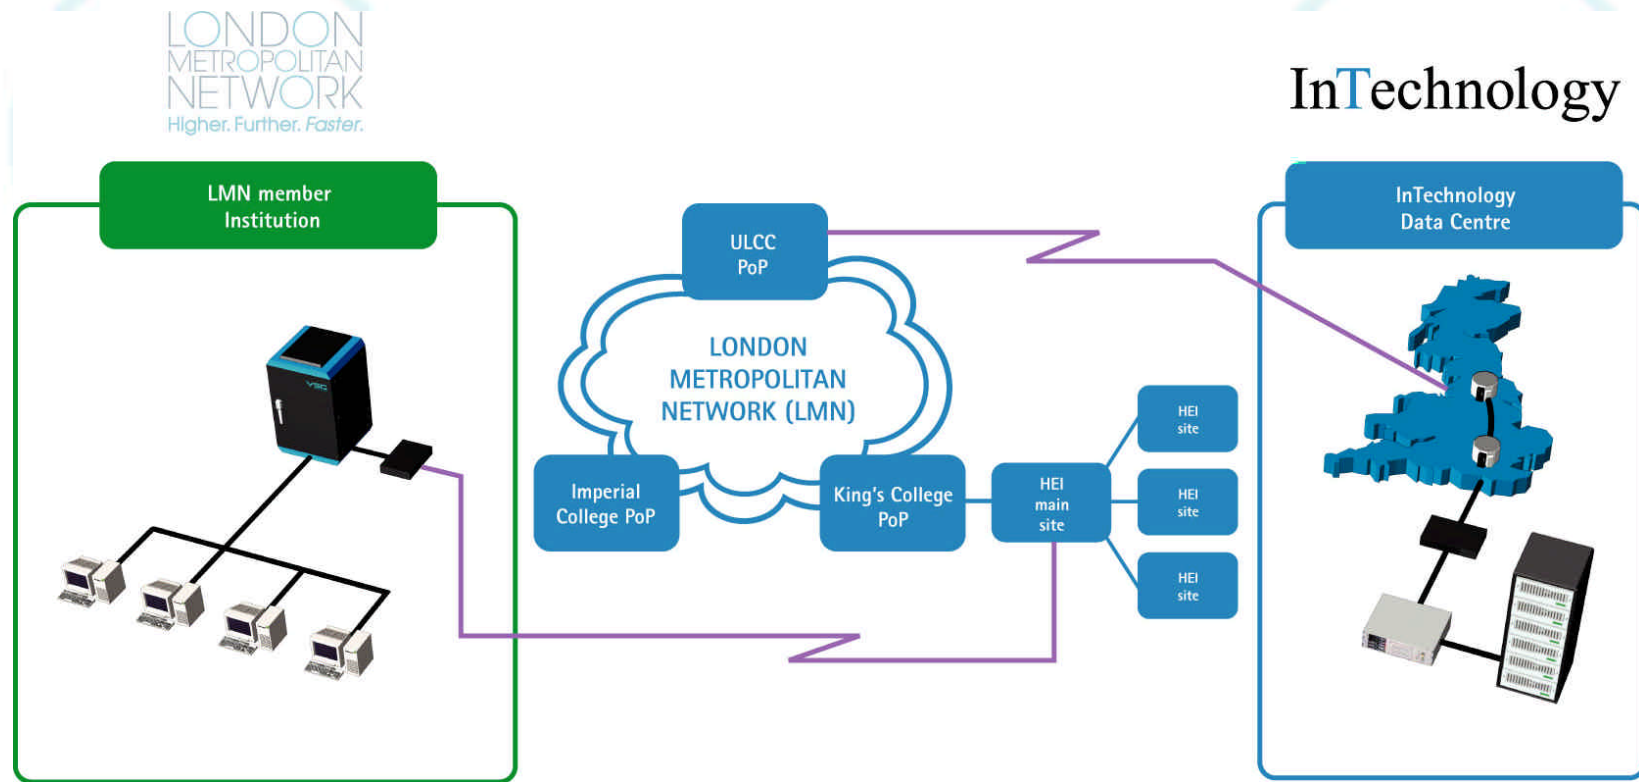 LONDON
METROPOLITAN
NETWORK
Higher. Further. Faster.
InTechnology
LMN member
Institution
InTechnology
Data Centre
ULCC
PoP
LONDON
METROPOLITAN
NETWORK (LMN)
VSC
Imperial
College PoP
King's College
PoP
HEI
main
site
HEI
site
HEI
site
HEI
site